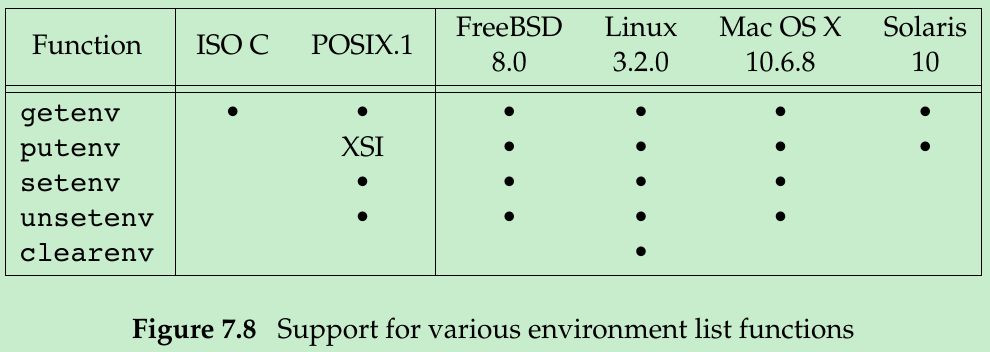 Function ISO C POSIX.1 FreeBSD 8.0 Linux 3.2.0 Mac OS X 10.6.8 Solaris 10
getenv • • • • • •
putenv XSI • • • •
setenv • • • •
unsetenv • • • •
clearenv •
Figure 7.8 Support for various environment list functions